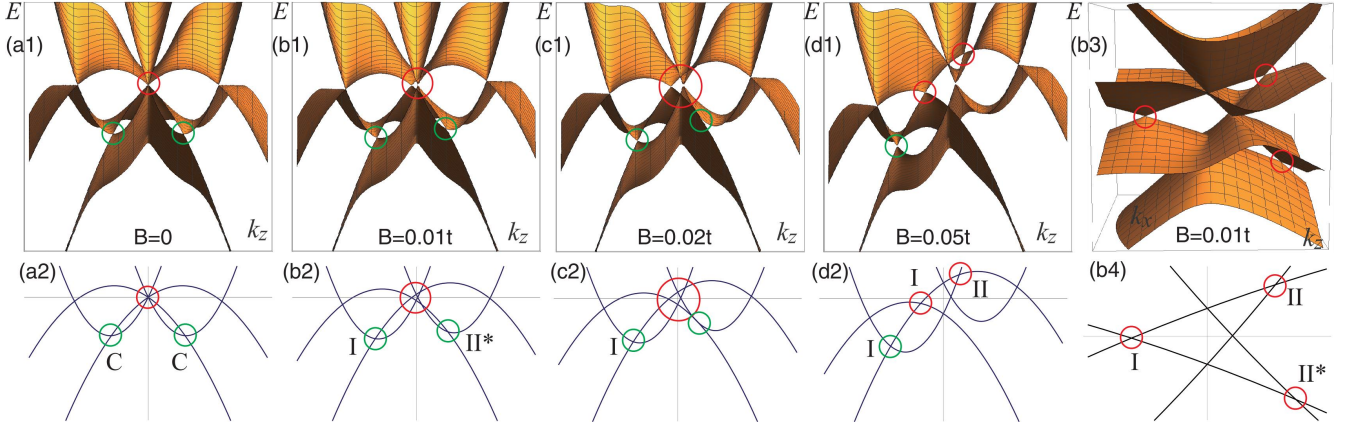 E
(a1)
B=0
k_z
(b1)
B=0.01t
k_z
(c1)
B=0.02t
k_z
(d1)
B=0.05t
k_z
E
(b3)
k_x
B=0.01t
k_z
(a2)
C
C
(b2)
I
II*
(c2)
I
(d2)
I
I
II
(b4)
I
II
II*